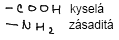 -COOH kyselá
-NH₂ zásaditá